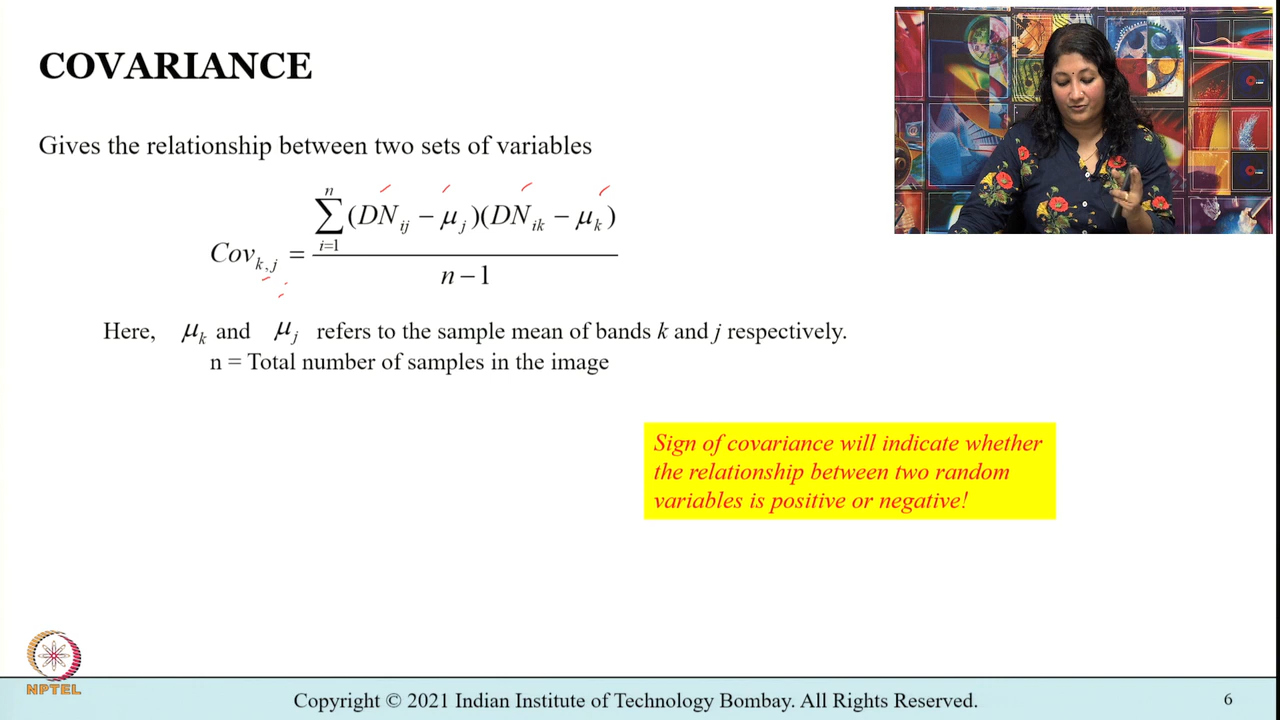 COVARIANCE
Gives the relationship between two sets of variables
Cov_{k,j} = \frac{\sum_{i=1}^{n} (DN_{ij} - μ_j)(DN_{ik} - μ_k)}{n - 1}
Here, μ_k and μ_j refers to the sample mean of bands k and j respectively.
n = Total number of samples in the image
Sign of covariance will indicate whether
the relationship between two random
variables is positive or negative!
NPTEL
Copyright © 2021 Indian Institute of Technology Bombay. All Rights Reserved.
6